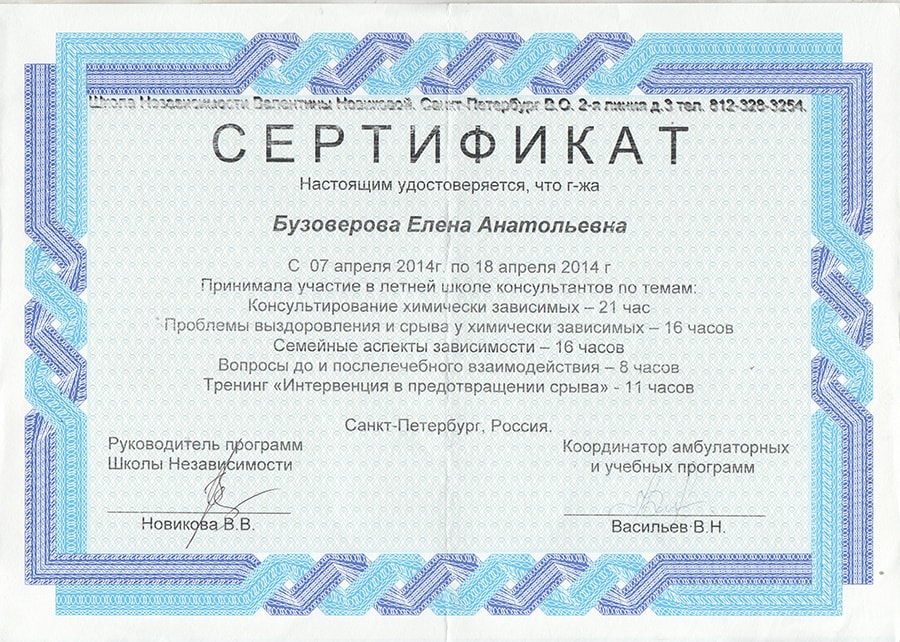 Школа Независимости Валентины Новиковой. Санкт-Петербург В.О. 2-я линия д.3 тел. 812-328-3254.
СЕРТИФИКАТ
Настоящим удостоверяется, что г-жа
Бузоверова Елена Анатольевна
С 07 апреля 2014г. по 18 апреля 2014 г
Принимала участие в летней школе консультантов по темам:
Консультирование химически зависимых – 21 час
Проблемы выздоровления и срыва у химически зависимых – 16 часов
Семейные аспекты зависимости – 16 часов
Вопросы до и послелечебного взаимодействия – 8 часов
Тренинг «Интервенция в предотвращении срыва» - 11 часов
Санкт-Петербург, Россия.
Руководитель программ
Школы Независимости
Новикова В.В.
Координатор амбулаторных
и учебных программ
Васильев В.Н.